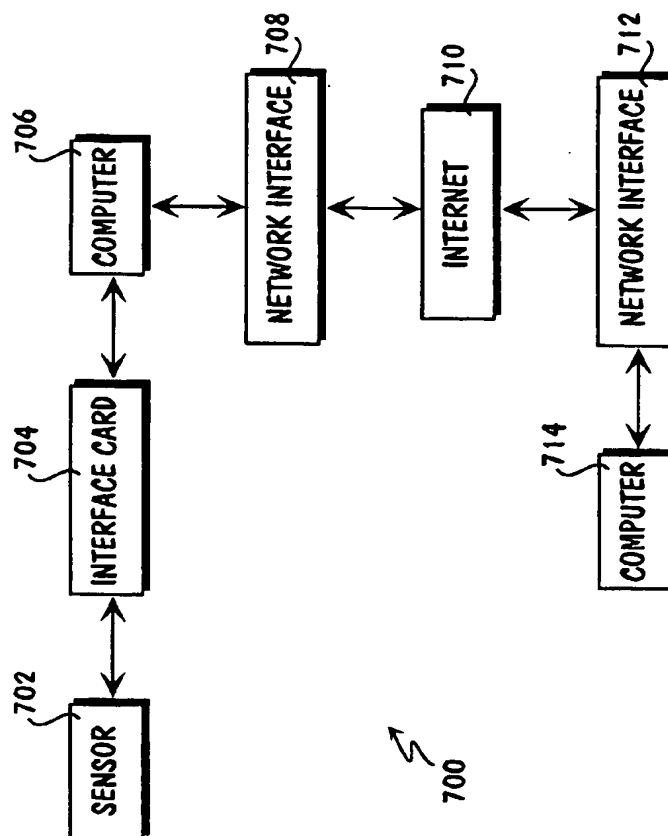 702
SENSOR
704
INTERFACE CARD
706
COMPUTER
708
NETWORK INTERFACE
710
INTERNET
712
NETWORK INTERFACE
714
COMPUTER
700